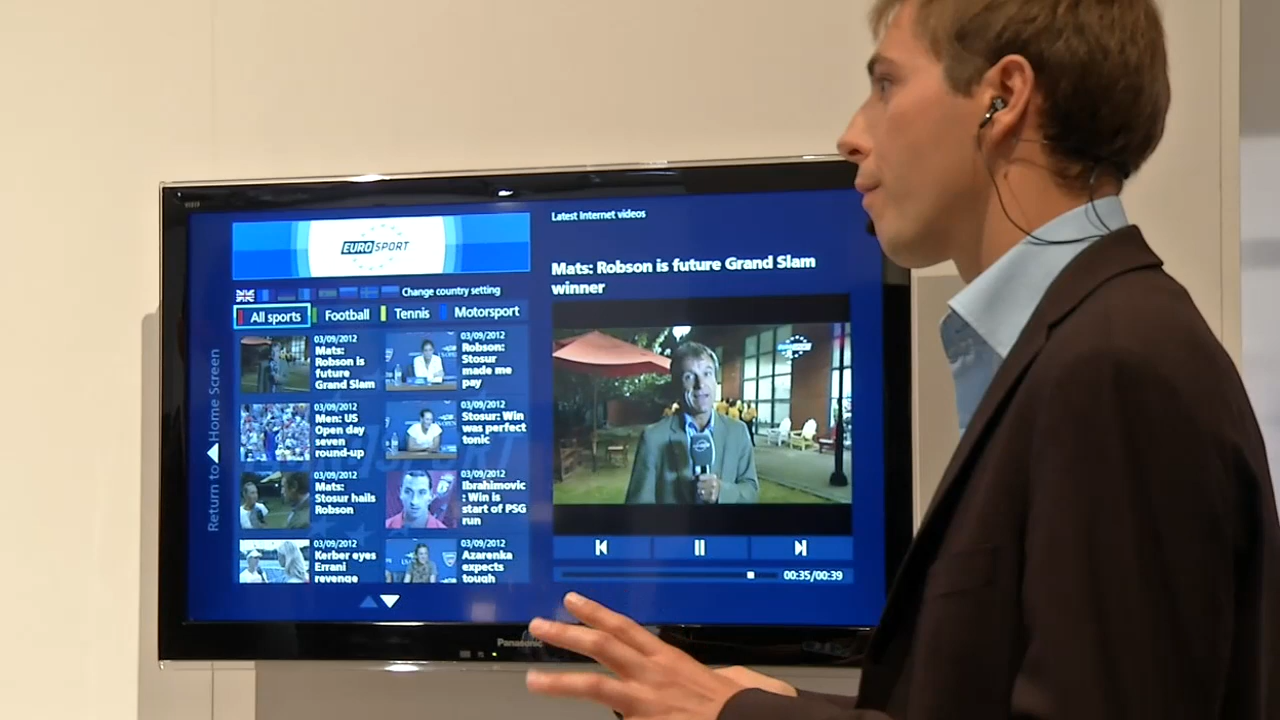 VIERA
EUROSPORT
Change country setting
All sports
Football
Tennis
Motorsport
03/09/2012
Mats:
Robson is
future
Grand Slam
03/09/2012
Robson:
Stosur
made me
pay
03/09/2012
Men: US
Open day
seven
round-up
03/09/2012
Stosur: Win
was perfect
tonic
03/09/2012
Mats:
Stosur hails
Robson
03/09/2012
Ibrahimovic
: Win is
start of PSG
run
03/09/2012
Kerber eyes
Errani
revenge
03/09/2012
Azarenka
expects
tough
Return to Home Screen
Latest Internet videos
Mats: Robson is future Grand Slam
winner
00:35/00:39
Panasonic